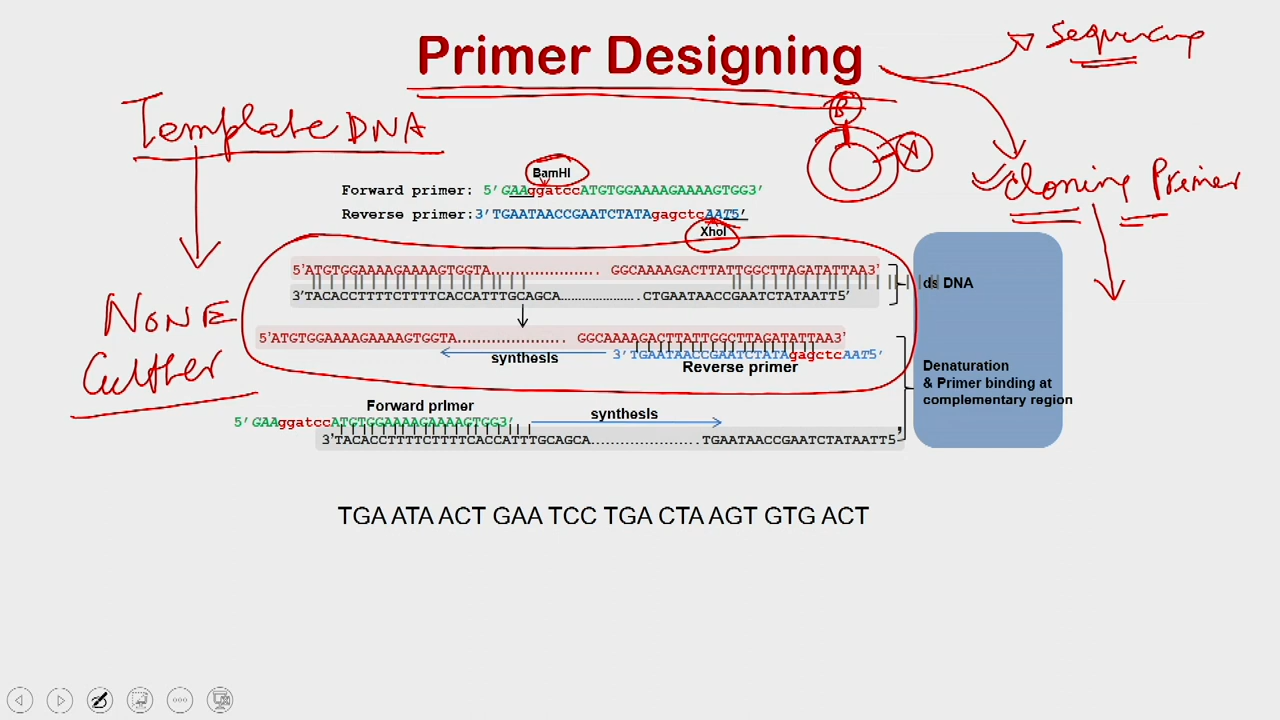 Primer Designing
Sequencing
Template DNA
B
X
Cloning Primer
BamHI
Forward primer: 5'GAAggatccATGTGGAAAAGAAAAGTGG3'
Reverse primer:3'TGAATAACCGAATCTATAgagctcAAT5'
XhoI
5'ATGTGGAAAAGAAAAGTGGTA...................... GGCAAAAGACTTATTGGCTTAGATATTAA3'
3'TACACCTTTTCTTTTCACCATTTGCAGCA.....................CTGAATAACCGAATCTATAATT5'
ds DNA
NONE
Cutter
5'ATGTGGAAAAGAAAAGTGGTA...................... GGCAAAAGACTTATTGGCTTAGATATTAA3'
synthesis
3'TGAATAACCGAATCTATAgagctcAAT5'
Reverse primer
Denaturation
& Primer binding at
complementary region
Forward primer
synthesis
5'GAAggatccATGTGGAAAAGAAAAGTGG3'
3'TACACCTTTTCTTTTCACCATTTGCAGCA.....................TGAATAACCGAATCTATAATT5'
TGA ATA ACT GAA TCC TGA CTA AGT GTG ACT